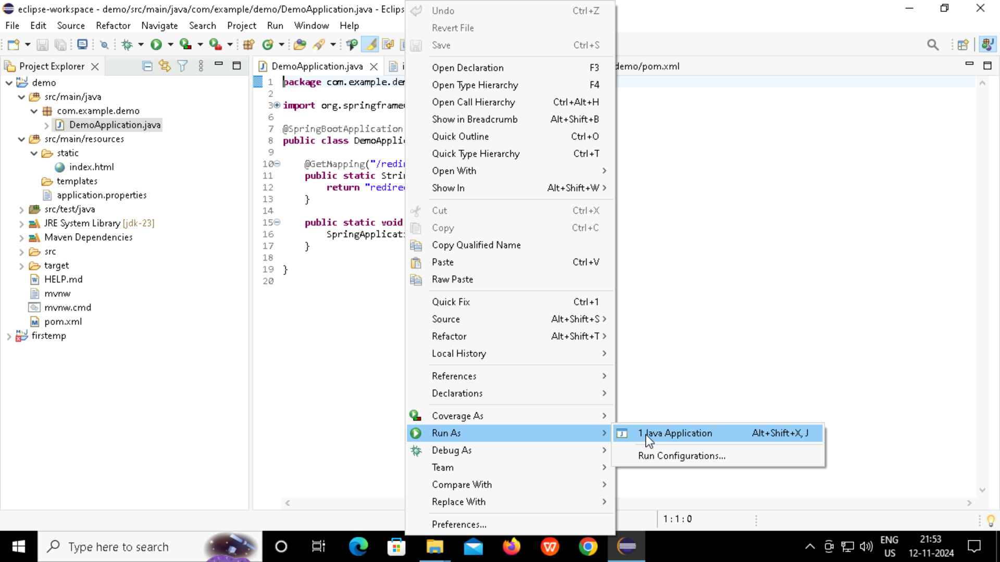 eclipse-workspace - demo/src/main/java/com/example/demo/DemoApplication.java - Eclips
File Edit Source Refactor Navigate Search Project Run Window Help
Project Explorer
demo
src/main/java
com.example.demo
DemoApplication.java
src/main/resources
static
index.html
templates
application.properties
src/test/java
JRE System Library [jdk-23]
Maven Dependencies
src
target
HELP.md
mvnw
mvnw.cmd
pom.xml
firstemp
DemoApplication.java
demo/pom.xml
1 package com.example.dem
2
3 import org.springframew
6
7 @SpringBootApplication
8 public class DemoAppli
9
10 @GetMapping("/redi
11 public static Strin
12 return "redire
13 }
14
15 public static void
16 SpringApplicati
17 }
18
19 }
20
Undo Ctrl+Z
Revert File
Save Ctrl+S
Open Declaration F3
Open Type Hierarchy F4
Open Call Hierarchy Ctrl+Alt+H
Show in Breadcrumb Alt+Shift+B
Quick Outline Ctrl+O
Quick Type Hierarchy Ctrl+T
Open With
Show In Alt+Shift+W
Cut Ctrl+X
Copy Ctrl+C
Copy Qualified Name
Paste Ctrl+V
Raw Paste
Quick Fix Ctrl+1
Source Alt+Shift+S
Refactor Alt+Shift+T
Local History
References
Declarations
Coverage As
Run As
Debug As
Team
Compare With
Replace With
Preferences...
1 Java Application Alt+Shift+X, J
Run Configurations...
1 : 1 : 0
Type here to search
ENG
US
21:53
12-11-2024